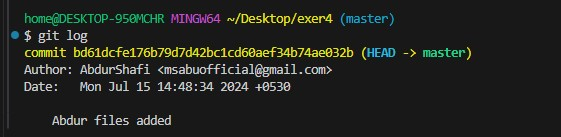 home@DESKTOP-950MCHR MINGW64 ~/Desktop/exer4 (master)
$ git log
commit bd61dcfe176b79d7d42bc1cd60aef34b74ae032b (HEAD -> master)
Author: AbdurShafi <msabuofficial@gmail.com>
Date:   Mon Jul 15 14:48:34 2024 +0530
    Abdur files added